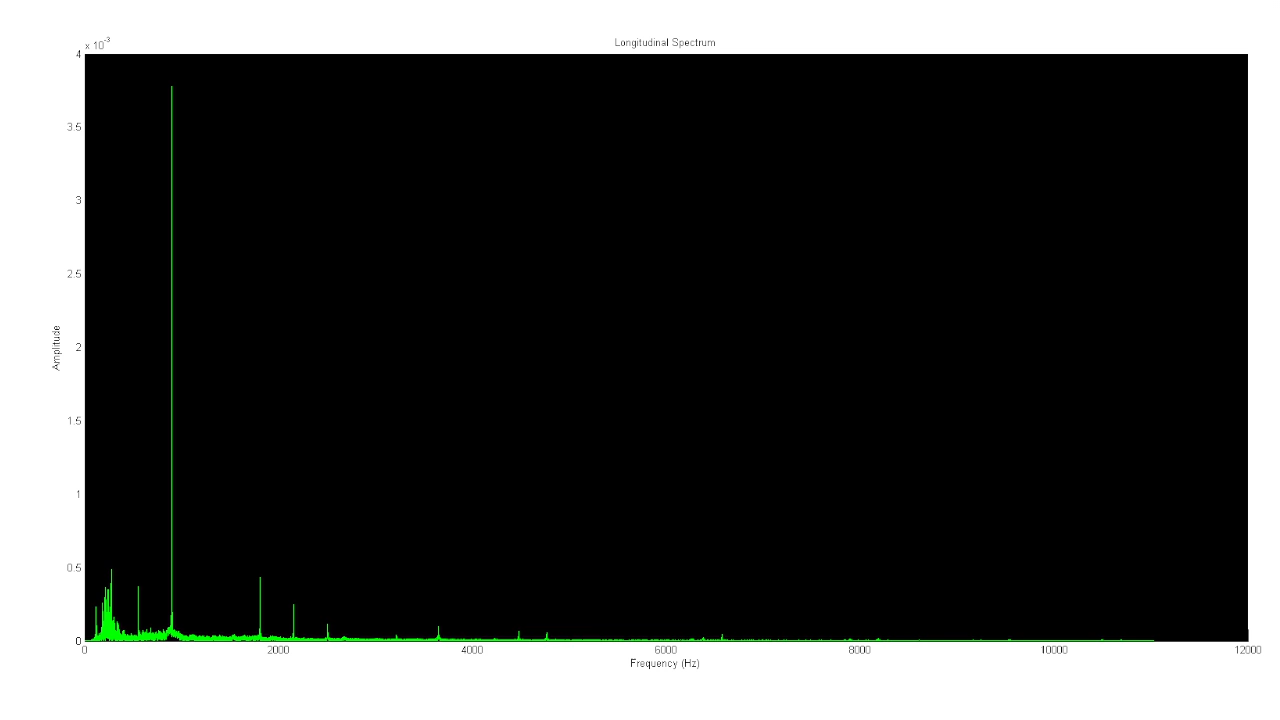 Longitudinal Spectrum
x 10-3
4
3.5
3
2.5
2
1.5
1
0.5
0
Amplitude
0 2000 4000 6000 8000 10000 12000
Frequency (Hz)